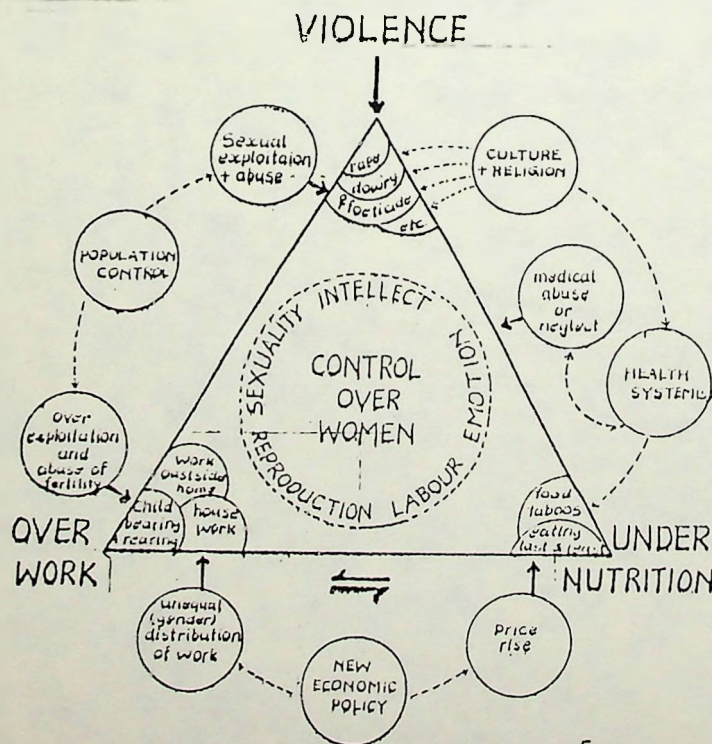 VIOLENCE
Sexual
exploitaion
+ abuse
CULTURE
+ RELIGION
rape
dowry
♀ foeticide
etc
POPULATION
CONTROL
medical
abuse
or
neglect
SEXUALITY INTELLECT EMOTION
REPRODUCTION LABOUR
CONTROL
OVER
WOMEN
HEALTH
SYSTEMS
Over
exploitation
and
abuse of
fertility
work
outside
home
child
bearing
rearing
house
work
food
taboos
eating
last &
OVER
WORK
UNDER
NUTRITION
unequal
(gender)
distribution
of work
NEW
ECONOMIC
POLICY
price
rise